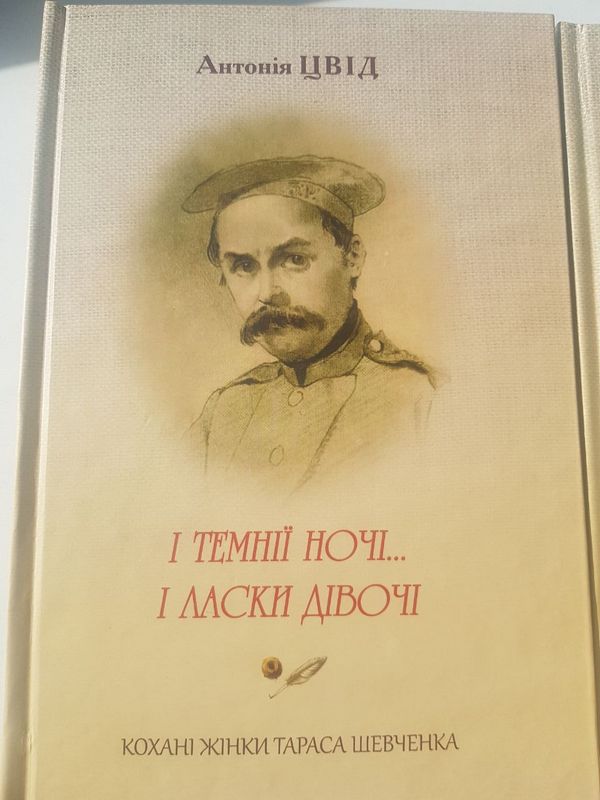 Антонія ЦВІД
І ТЕМНІЇ НОЧІ...
І ЛАСКИ ДІВОЧІ
КОХАНІ ЖІНКИ ТАРАСА ШЕВЧЕНКА